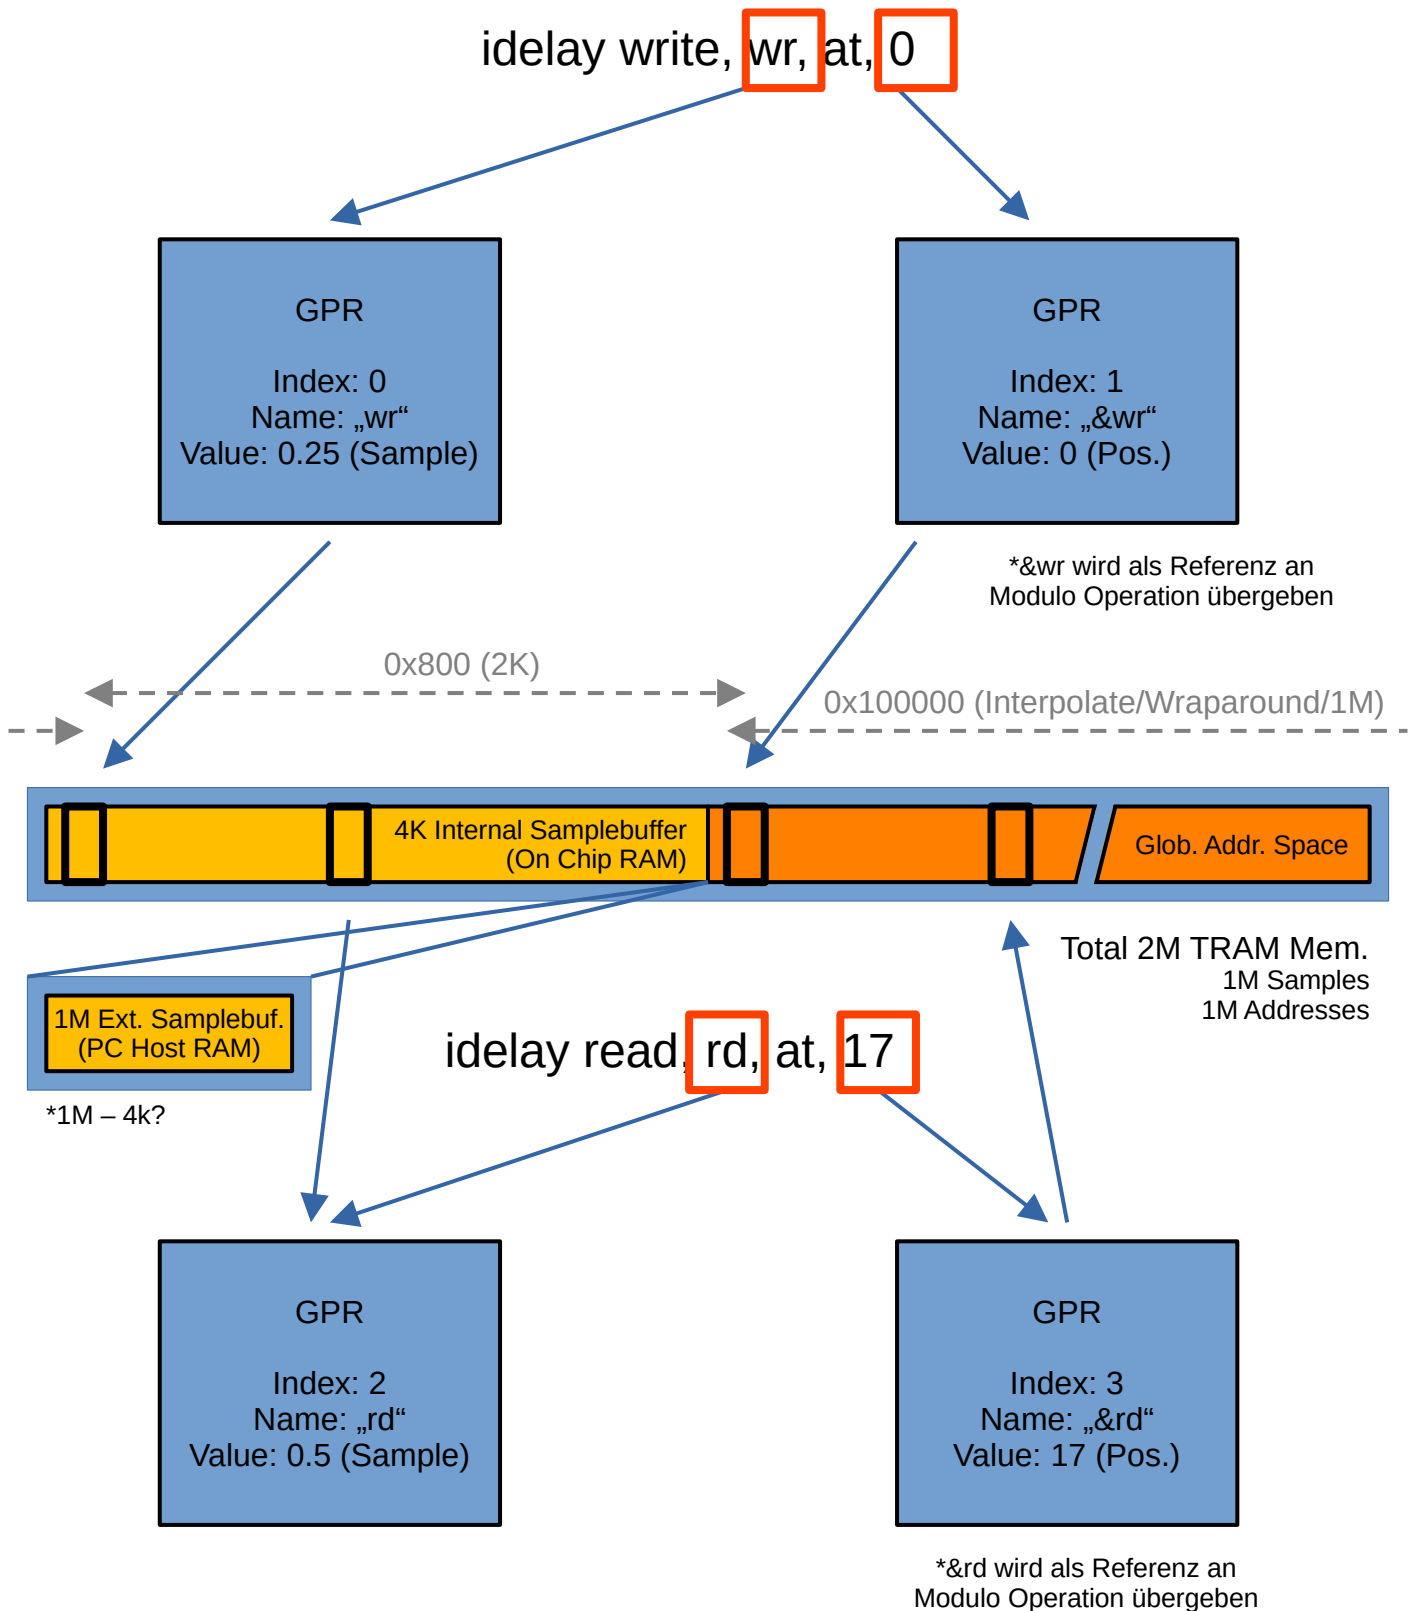 idelay write, wr, at, 0
GPR
Index: 0
Name: „wr“
Value: 0.25 (Sample)
GPR
Index: 1
Name: „&wr“
Value: 0 (Pos.)
*&wr wird als Referenz an
Modulo Operation übergeben
0x800 (2K)
0x100000 (Interpolate/Wraparound/1M)
4K Internal Samplebuffer
(On Chip RAM)
Glob. Addr. Space
Total 2M TRAM Mem.
1M Samples
1M Addresses
1M Ext. Samplebuf.
(PC Host RAM)
*1M – 4k?
idelay read, rd, at, 17
GPR
Index: 2
Name: „rd“
Value: 0.5 (Sample)
GPR
Index: 3
Name: „&rd“
Value: 17 (Pos.)
*&rd wird als Referenz an
Modulo Operation übergeben